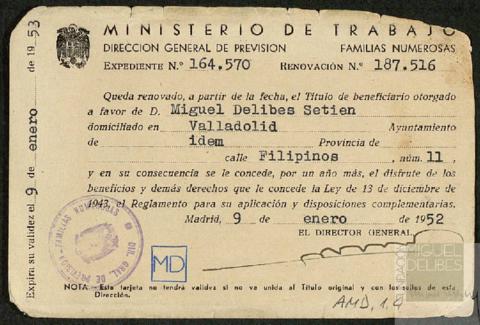 MINISTERIO DE TRABAJO
DIRECCION GENERAL DE PREVISION FAMILIAS NUMEROSAS
EXPEDIENTE N.º 164.570 RENOVACIÓN N.º 187.516
Queda renovado, a partir de la fecha, el Título de beneficiario otorgado
a favor de D. Miguel Delibes Setien
domiciliado en Valladolid Ayuntamiento
de idem Provincia de
calle Filipinos, núm. 11,
y en su consecuencia se le concede, por un año más, el disfrute de los
beneficios y demás derechos que le concede la Ley de 13 de diciembre de
1943, el Reglamento para su aplicación y disposiciones complementarias.
Madrid, 9 de enero de 1952
EL DIRECTOR GENERAL,
NOTA Esta tarjeta no tendrá validez si no va unida al Título original y con los sellos de esta
Dirección.
Expira su validez el 9 de enero de 1953
DIR. GRAL. DE PREVISION FAMILIAS NUMEROSAS
MD
AMD, 1, 4
MIGUEL
DELIBES